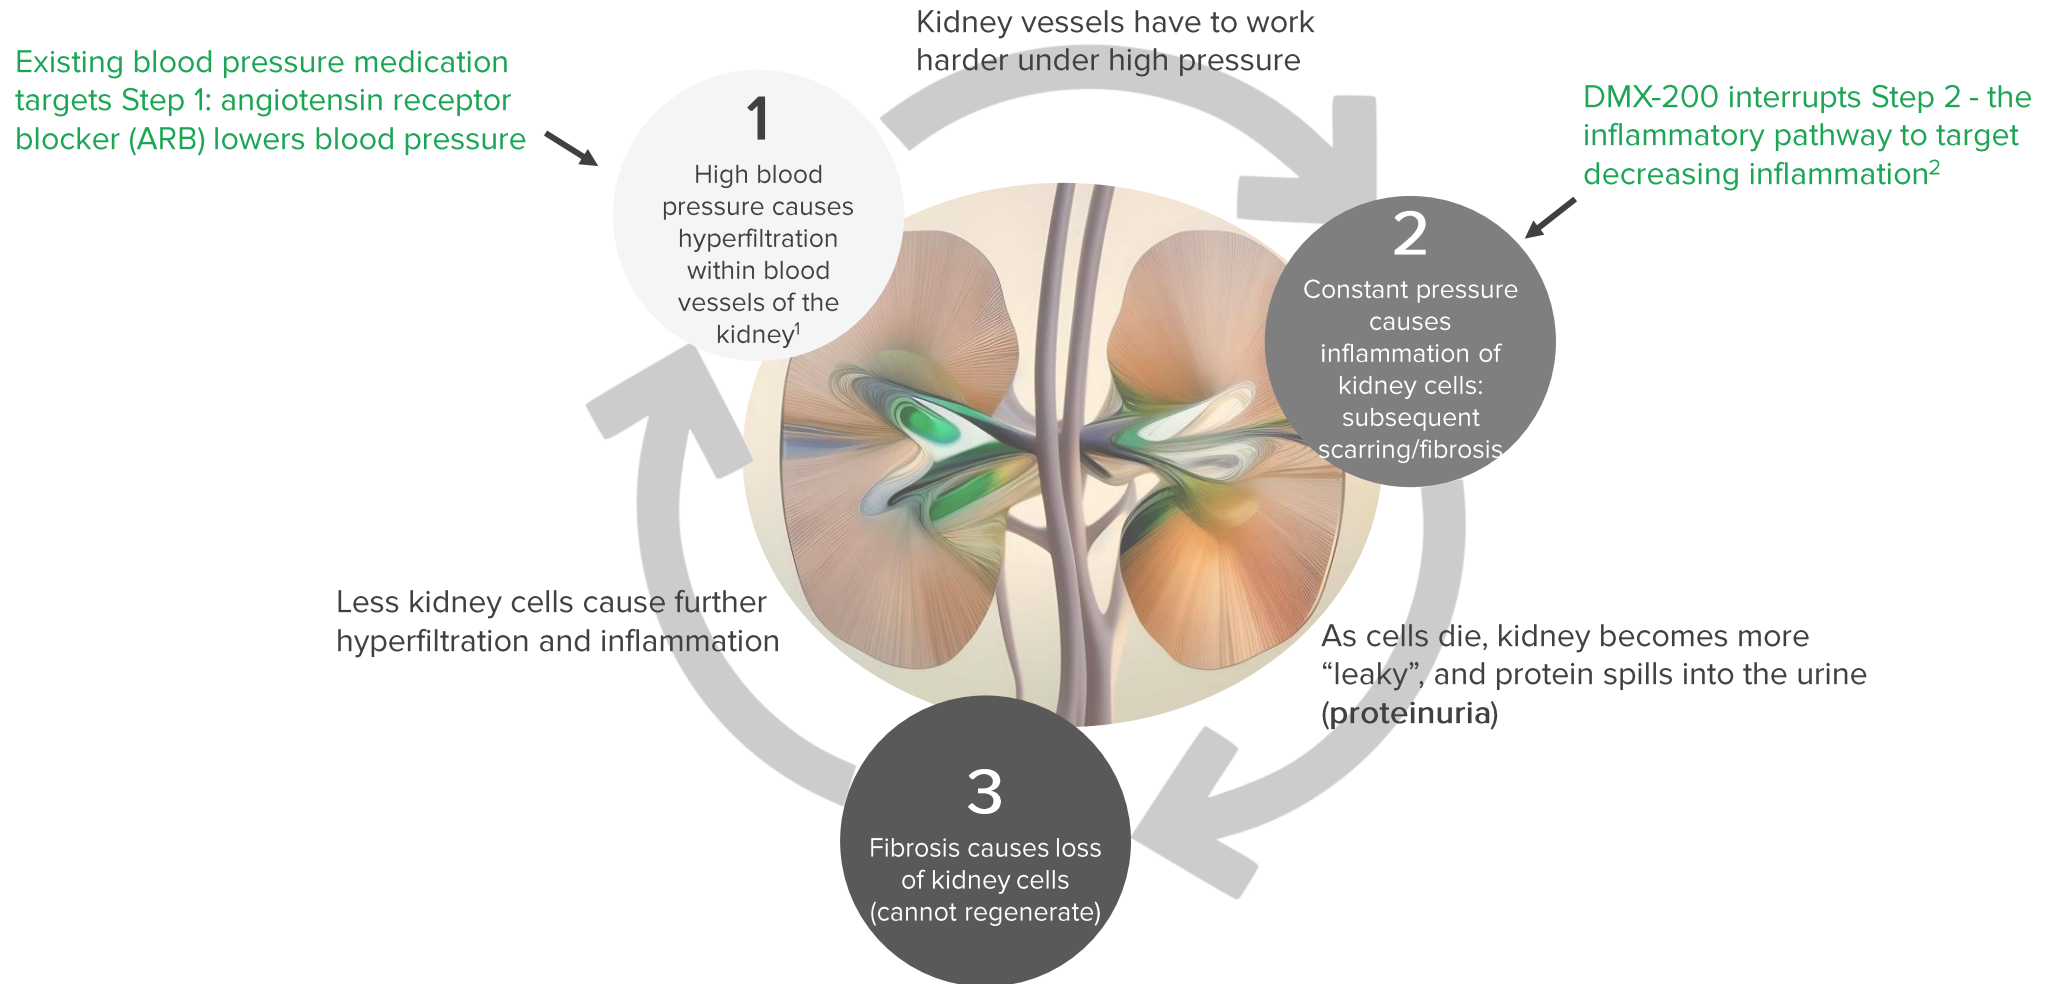 Kidney vessels have to work
harder under high pressure
Existing blood pressure medication
targets Step 1: angiotensin receptor
blocker (ARB) lowers blood pressure
1
High blood
pressure causes
hyperfiltration
within blood
vessels of the
kidney¹
DMX-200 interrupts Step 2 - the
inflammatory pathway to target
decreasing inflammation²
2
Constant pressure
causes
inflammation of
kidney cells:
subsequent
scarring/fibrosis
Less kidney cells cause further
hyperfiltration and inflammation
As cells die, kidney becomes more
“leaky”, and protein spills into the urine
(proteinuria)
3
Fibrosis causes loss
of kidney cells
(cannot regenerate)